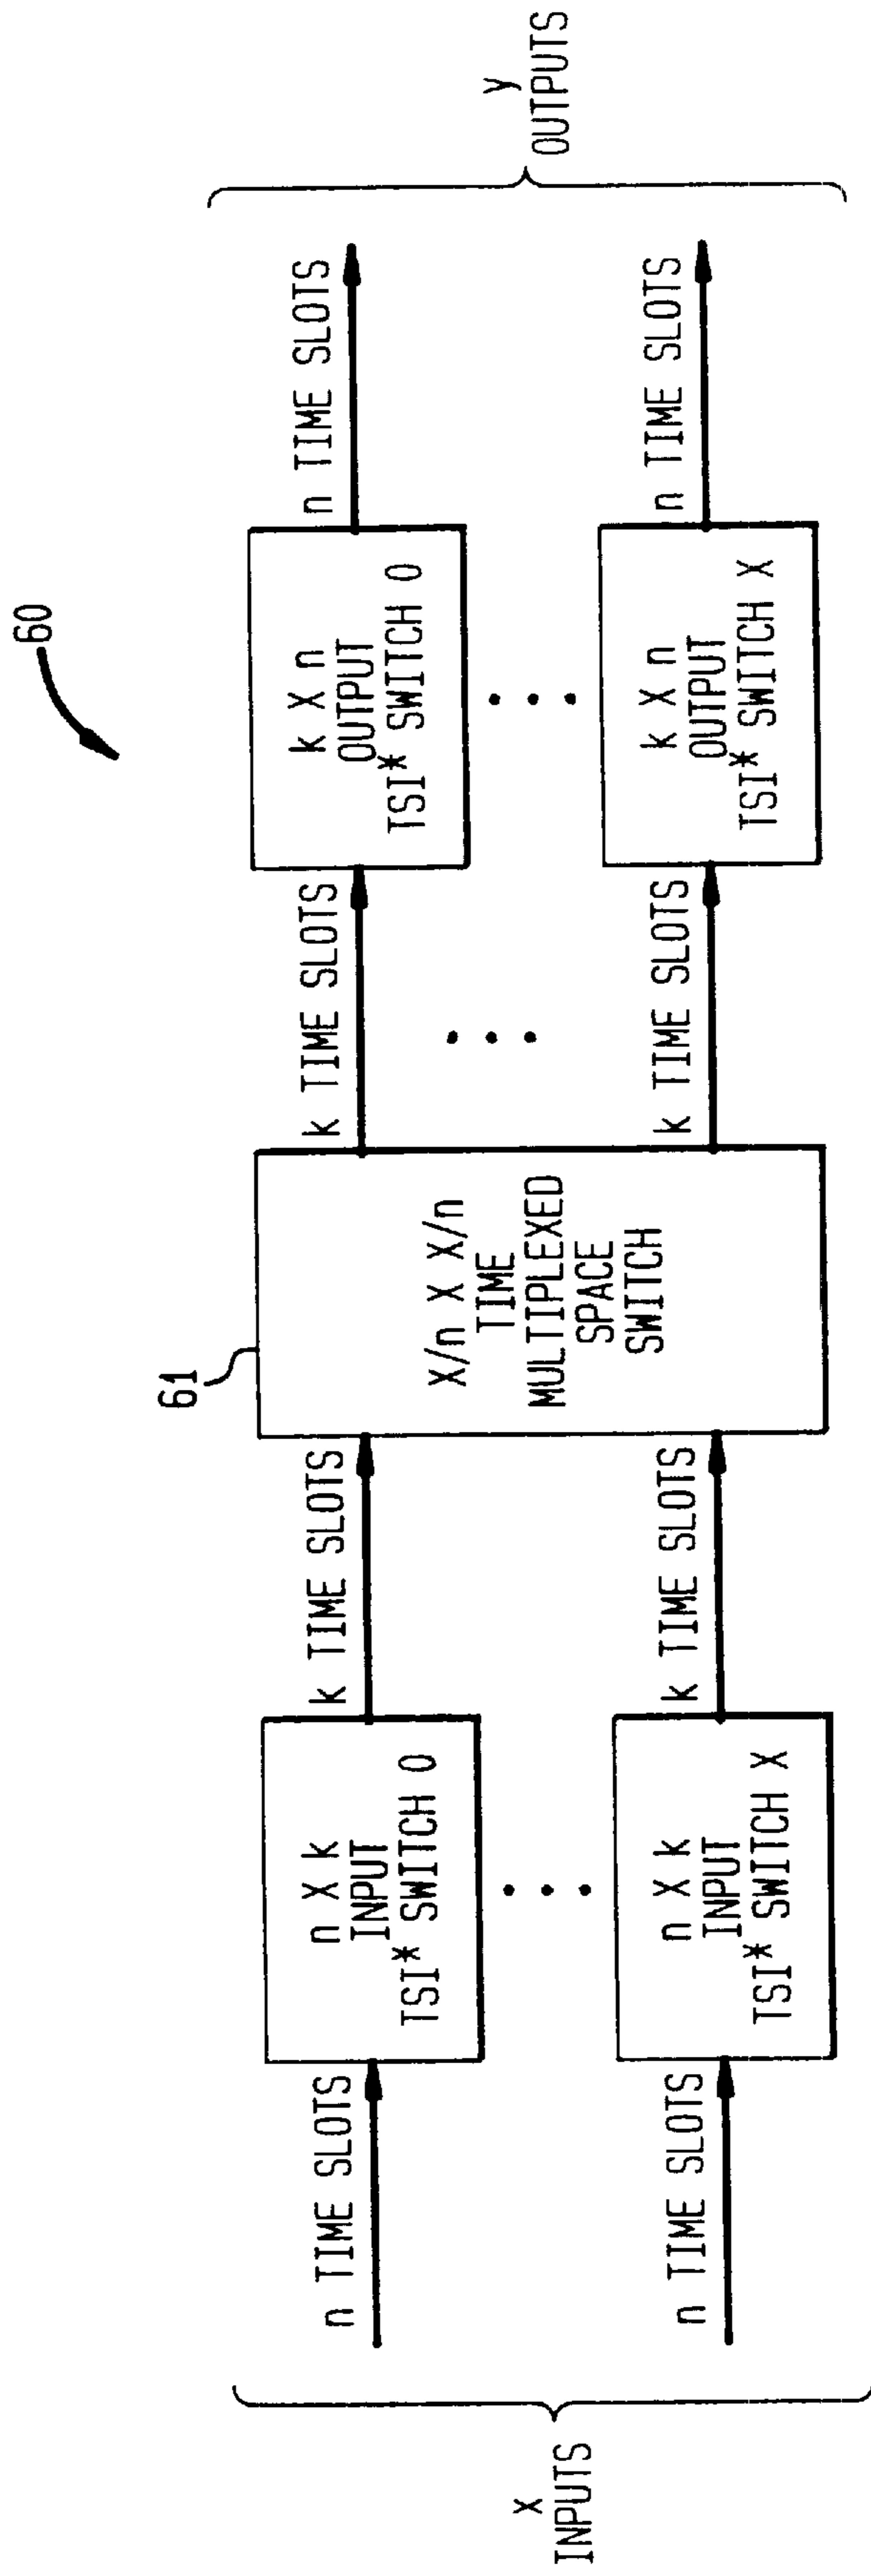 60
x
INPUTS
n TIME SLOTS
n X k
INPUT
TSI* SWITCH 0
k TIME SLOTS
n TIME SLOTS
n X k
INPUT
TSI* SWITCH X
k TIME SLOTS
61
X/n X X/n
TIME
MULTIPLEXED
SPACE
SWITCH
k TIME SLOTS
k X n
OUTPUT
TSI* SWITCH 0
n TIME SLOTS
k TIME SLOTS
k X n
OUTPUT
TSI* SWITCH X
n TIME SLOTS
y
OUTPUTS